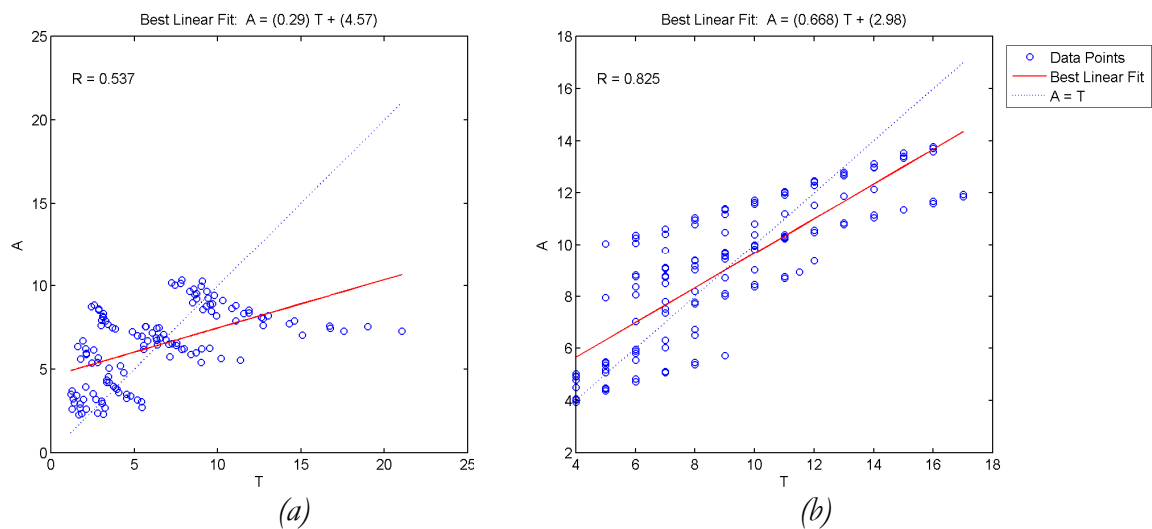 Best Linear Fit:  A = (0.29) T + (4.57)
25
20
15
10
5
0
A
R = 0.537
0 5 10 15 20 25
T
(a)
Best Linear Fit:  A = (0.668) T + (2.98)
18
16
14
12
10
8
6
4
2
A
R = 0.825
4 6 8 10 12 14 16 18
T
(b)
Data Points
Best Linear Fit
A = T